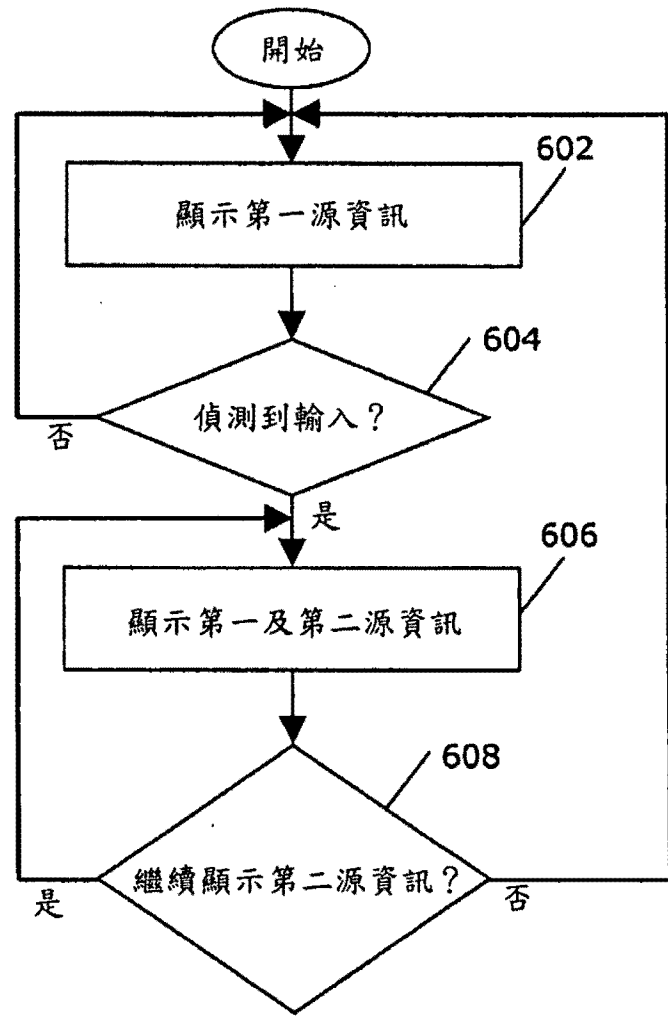 開始
602
顯示第一源資訊
604
偵測到輸入？
否
是
606
顯示第一及第二源資訊
608
繼續顯示第二源資訊？
是
否